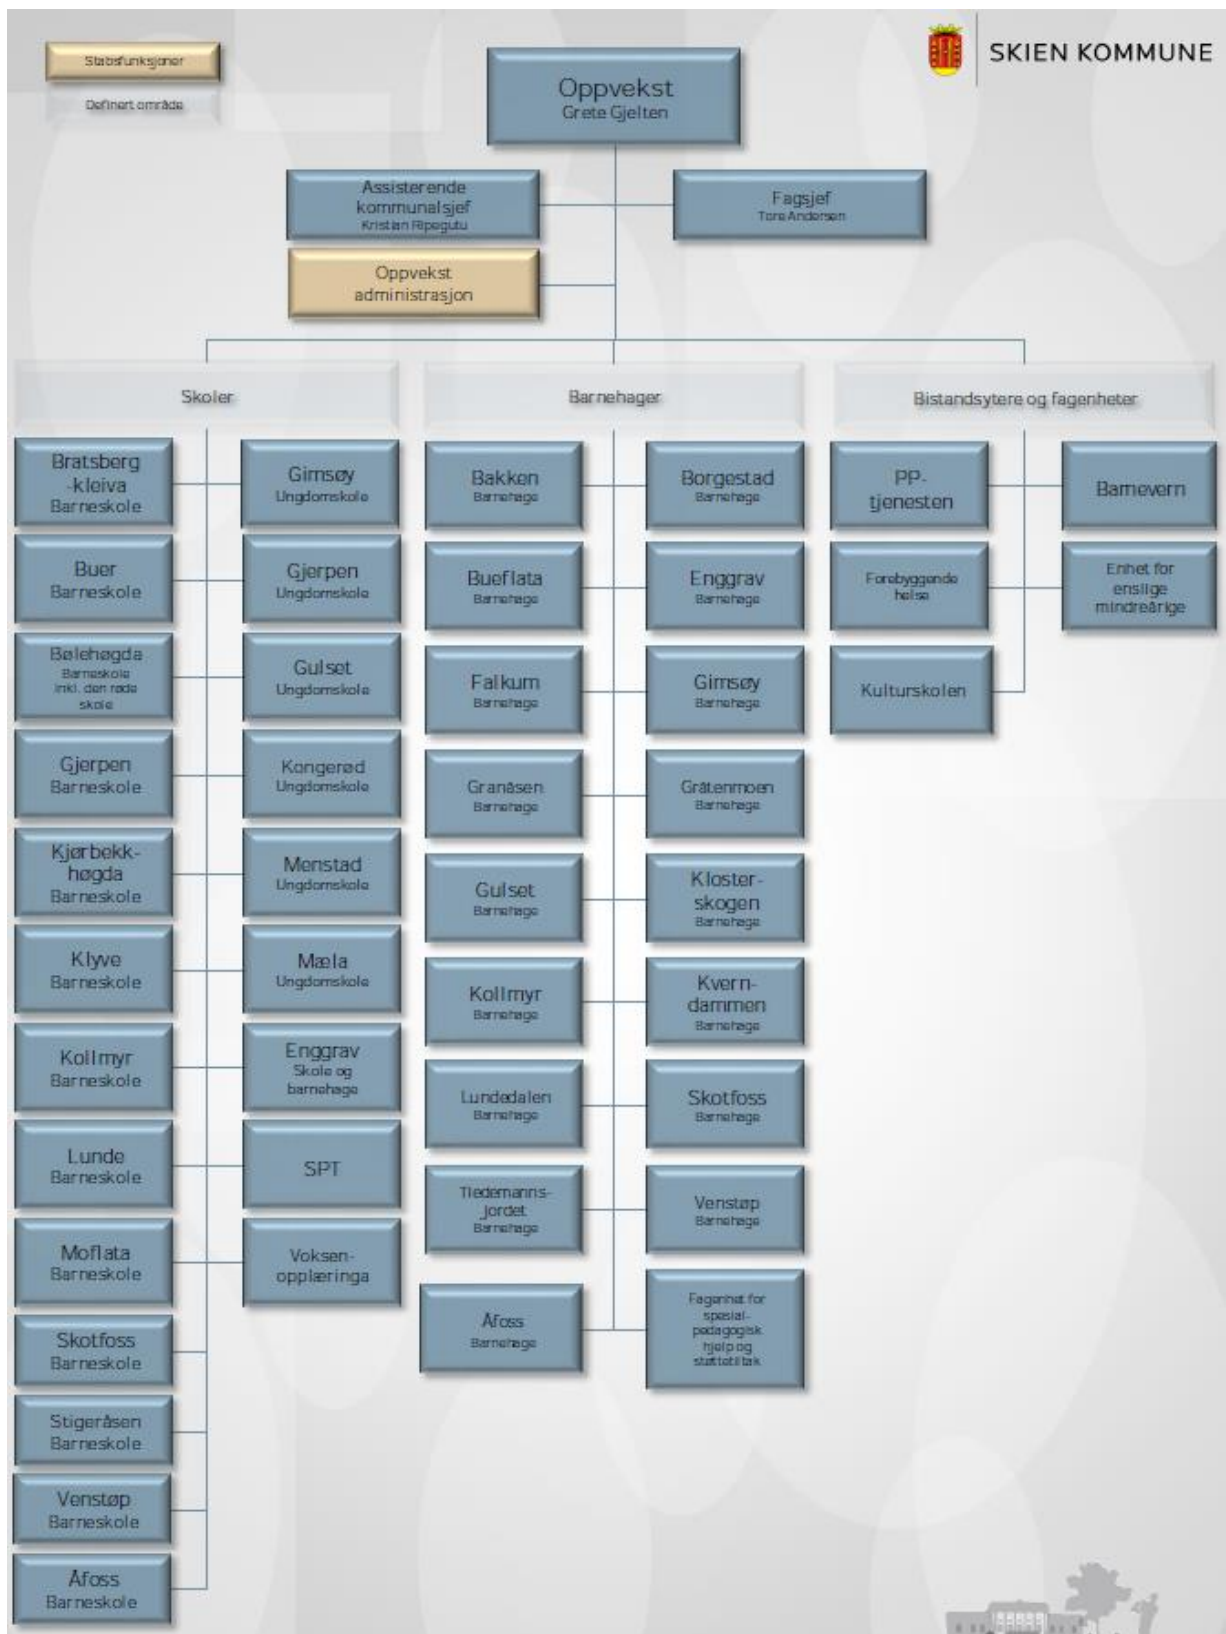 Stabsfunksjoner
Definert område
SKIEN KOMMUNE
Oppvekst
Grete Gjelten
Assisterende
kommunalsjef
Kristian Ripegutu
Fagsjef
Tore Andersen
Oppvekst
administrasjon
Skoler
Bratsberg
-kleiva
Barneskole
Buer
Barneskole
Bølehøgda
Barneskole
inkl. den røde
skole
Gjerpen
Barneskole
Kjørbekk-
høgda
Barneskole
Klyve
Barneskole
Kollmyr
Barneskole
Lunde
Barneskole
Moflata
Barneskole
Skotfoss
Barneskole
Stigeråsen
Barneskole
Venstøp
Barneskole
Åfoss
Barneskole
Gimsøy
Ungdomskole
Gjerpen
Ungdomskole
Gulset
Ungdomskole
Kongerød
Ungdomskole
Menstad
Ungdomskole
Mæla
Ungdomskole
Enggrav
Skole og
barnehage
SPT
Voksen-
opplæringa
Barnehager
Bakken
Barnehage
Bueflata
Barnehage
Falkum
Barnehage
Granåsen
Barnehage
Gulset
Barnehage
Kollmyr
Barnehage
Lundedalen
Barnehage
Tiedemanns-
jordet
Barnehage
Åfoss
Barnehage
Borgestad
Barnehage
Enggrav
Barnehage
Gimsøy
Barnehage
Gråtenmoen
Barnehage
Kloster-
skogen
Barnehage
Kvern-
dammen
Barnehage
Skotfoss
Barnehage
Venstøp
Barnehage
Fagenhet for
spesial-
pedagogisk
hjelp og
støttetiltak
Bistandsytere og fagenheter
PP-
tjenesten
Forebyggende
helse
Kulturskolen
Barnevern
Enhet for
enslige
mindreårige